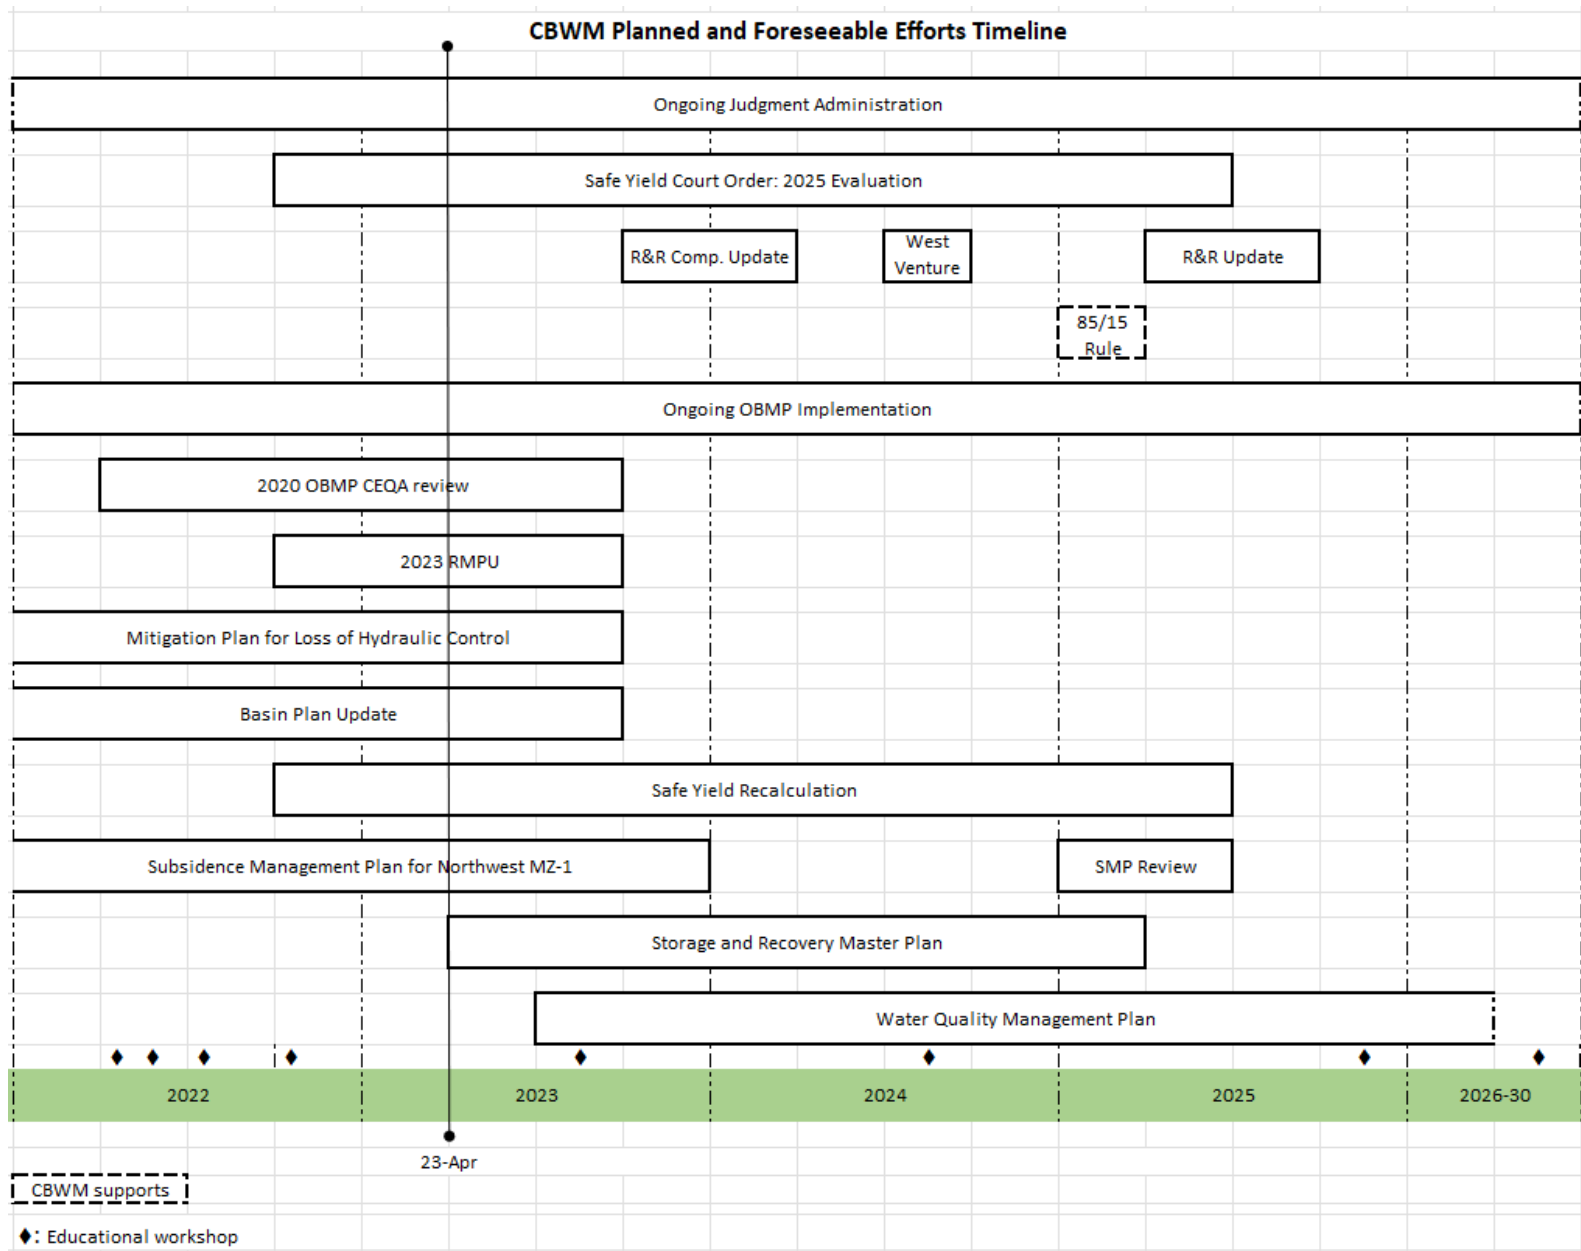 CBWM Planned and Foreseeable Efforts Timeline
Ongoing Judgment Administration
Safe Yield Court Order: 2025 Evaluation
R&R Comp. Update
West
Venture
R&R Update
85/15
Rule
Ongoing OBMP Implementation
2020 OBMP CEQA review
2023 RMPU
Mitigation Plan for Loss of Hydraulic Control
Basin Plan Update
Safe Yield Recalculation
Subsidence Management Plan for Northwest MZ-1
SMP Review
Storage and Recovery Master Plan
Water Quality Management Plan
2022
2023
2024
2025
2026-30
23-Apr
CBWM supports
♦: Educational workshop